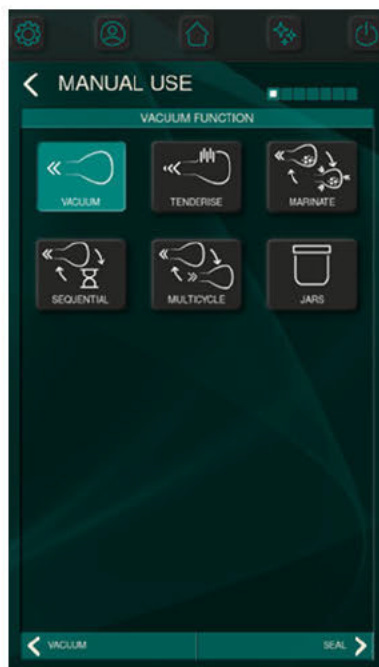 MANUAL USE
VACUUM FUNCTION
VACUUM
TENDERISE
MARINATE
SEQUENTIAL
MULTICYCLE
JARS
VACUUM
SEAL